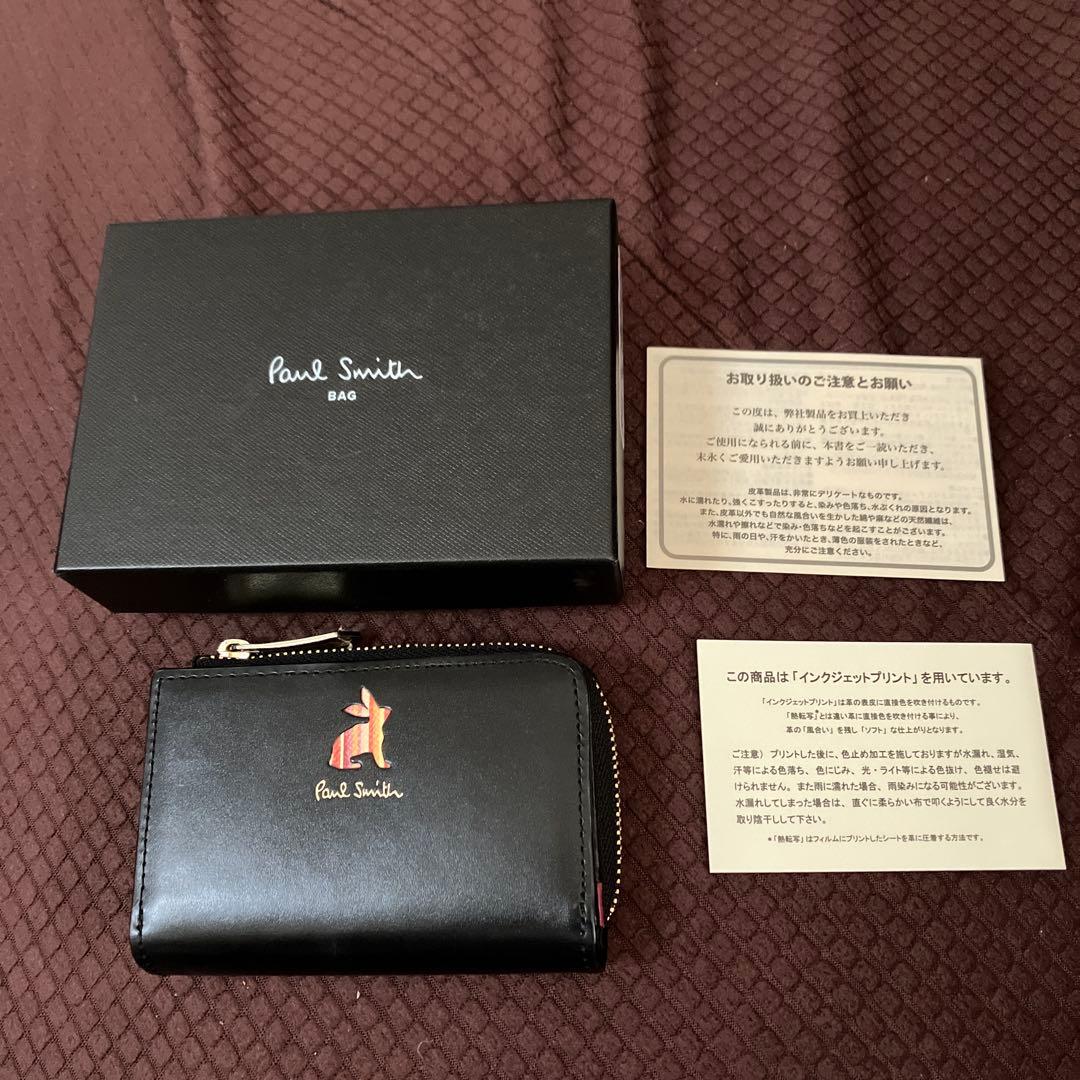 Paul Smith
BAG
お取り扱いのご注意とお願い
この度は、弊社製品をお買上いただき
誠にありがとうございます。
ご使用になられる前に、本書をご一読いただき、
末永くご愛用いただきますようお願い申し上げます。
皮革製品は、非常にデリケートなものです。
水に濡れたり、強くこすったりすると、染みや色落ち、水ぶくれの原因となります。
また、皮革以外でも自然な風合いを生かした綿や麻などの天然繊維は、
水濡れや擦れなどで染み・色落ちなどを起こすことがございます。
特に、雨の日や、汗をかいたとき、薄色の服装をされたときなど、
充分にご注意ください。
Paul Smith
この商品は「インクジェットプリント」を用いています。
「インクジェットプリント」は革の表皮に直接色を吹き付けるものです。
「熱転写*」とは違い革に直接色を吹き付ける事により、
革の「風合い」を残し「ソフト」な仕上がりとなります。
ご注意）プリントした後に、色止め加工を施しておりますが水濡れ、湿気、
汗等による色落ち、色にじみ、光・ライト等による色抜け、色褪せは避
けられません。また雨に濡れた場合、雨染みになる可能性がございます。
水濡れしてしまった場合は、直ぐに柔らかい布で叩くようにして良く水分を
取り陰干しして下さい。
*「熱転写」はフィルムにプリントしたシートを革に圧着する方法です。